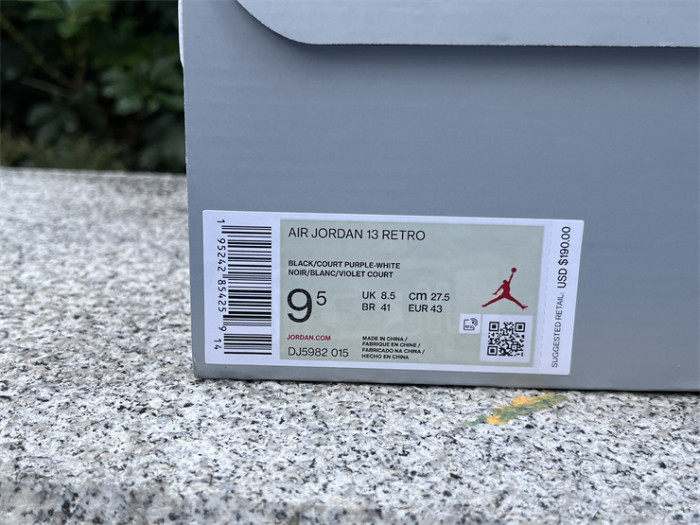 AIR JORDAN 13 RETRO
BLACK/COURT PURPLE-WHITE
NOIR/BLANC/VIOLET COURT
9 5
UK 8.5 cm 27.5
BR 41 EUR 43
JORDAN.COM
DJ5982 015
MADE IN CHINA /
FABRIQUE EN CHINE /
FABRICADO NA CHINA /
HECHO EN CHINA
1 95242 85425 9 14
SUGGESTED RETAIL: USD $190.00